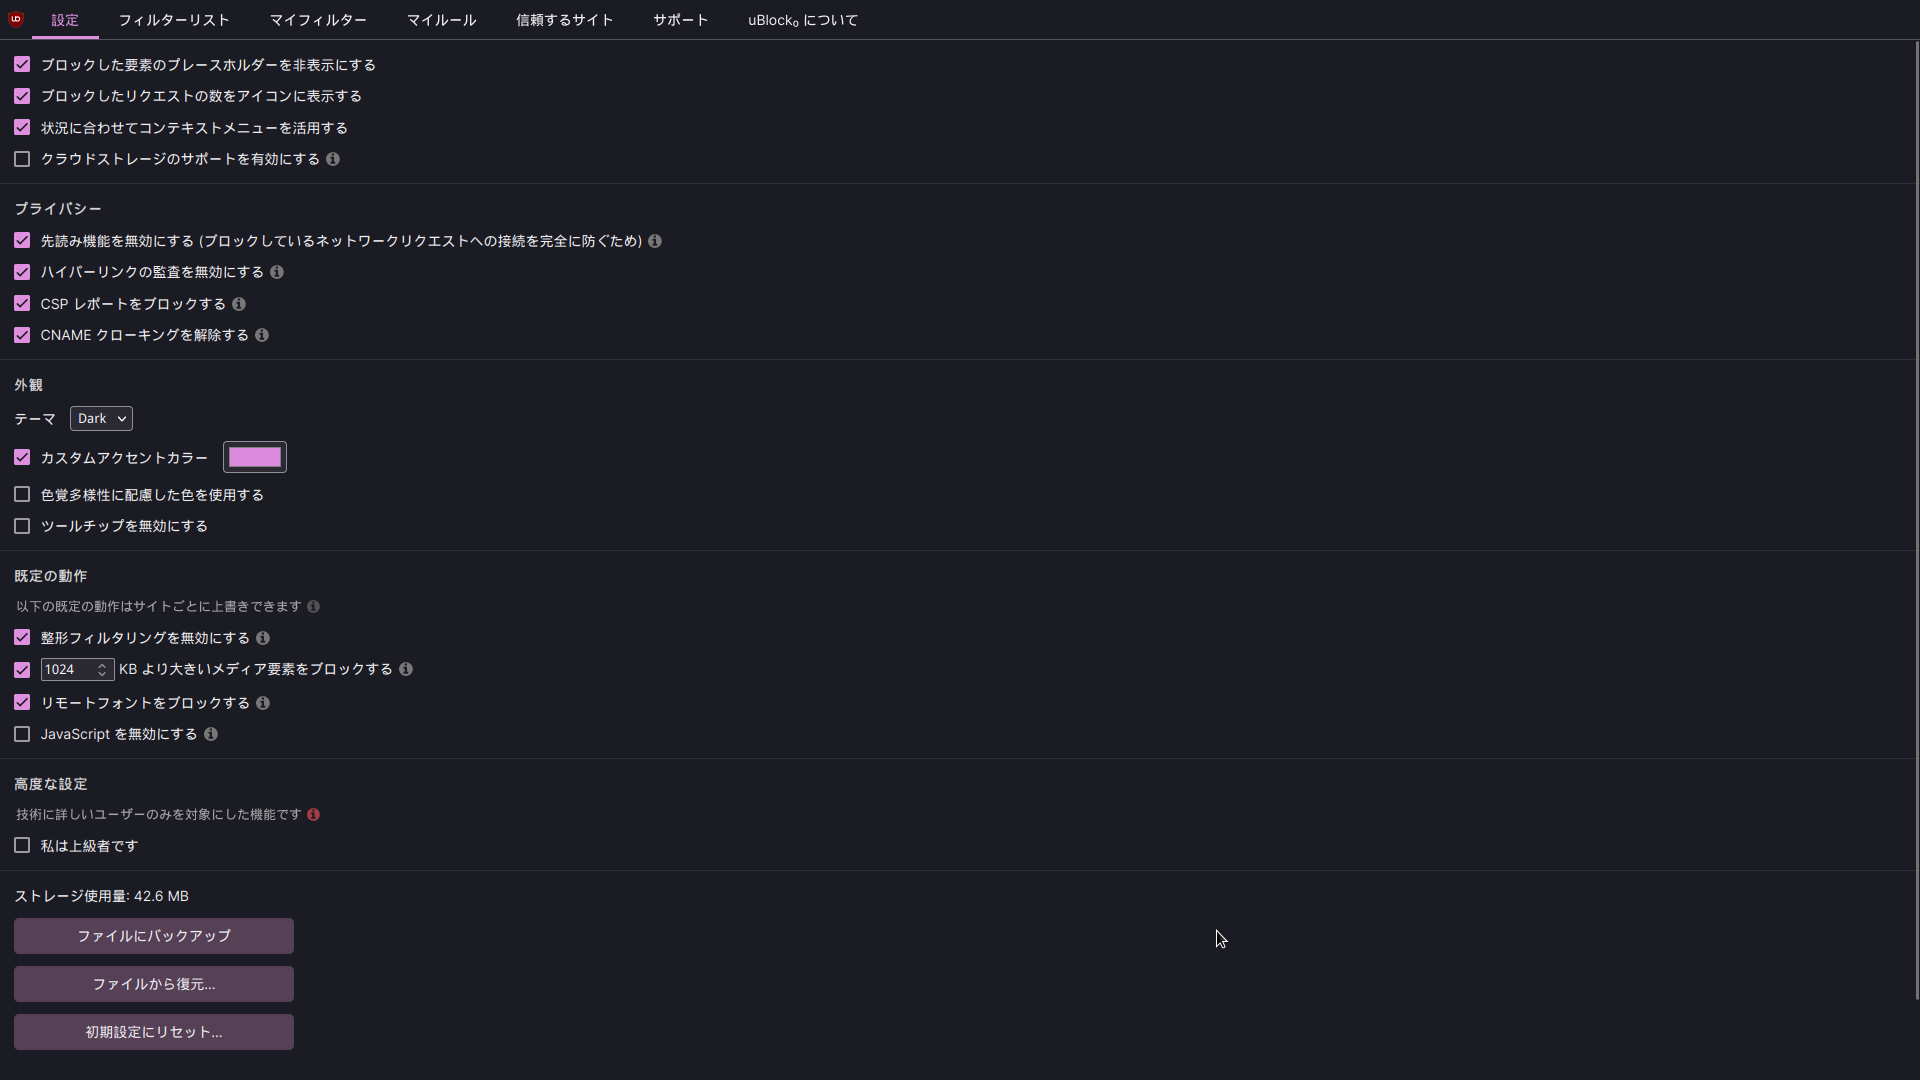 設定 フィルターリスト マイフィルター マイルール 信頼するサイト サポート uBlock₀ について
ブロックした要素のプレースホルダーを非表示にする
ブロックしたリクエストの数をアイコンに表示する
状況に合わせてコンテキストメニューを活用する
クラウドストレージのサポートを有効にする
プライバシー
先読み機能を無効にする (ブロックしているネットワークリクエストへの接続を完全に防ぐため)
ハイパーリンクの監査を無効にする
CSP レポートをブロックする
CNAME クローキングを解除する
外観
テーマ Dark
カスタムアクセントカラー
色覚多様性に配慮した色を使用する
ツールチップを無効にする
既定の動作
以下の既定の動作はサイトごとに上書きできます
整形フィルタリングを無効にする
1024 KB より大きいメディア要素をブロックする
リモートフォントをブロックする
JavaScript を無効にする
高度な設定
技術に詳しいユーザーのみを対象にした機能です
私は上級者です
ストレージ使用量: 42.6 MB
ファイルにバックアップ
ファイルから復元...
初期設定にリセット...